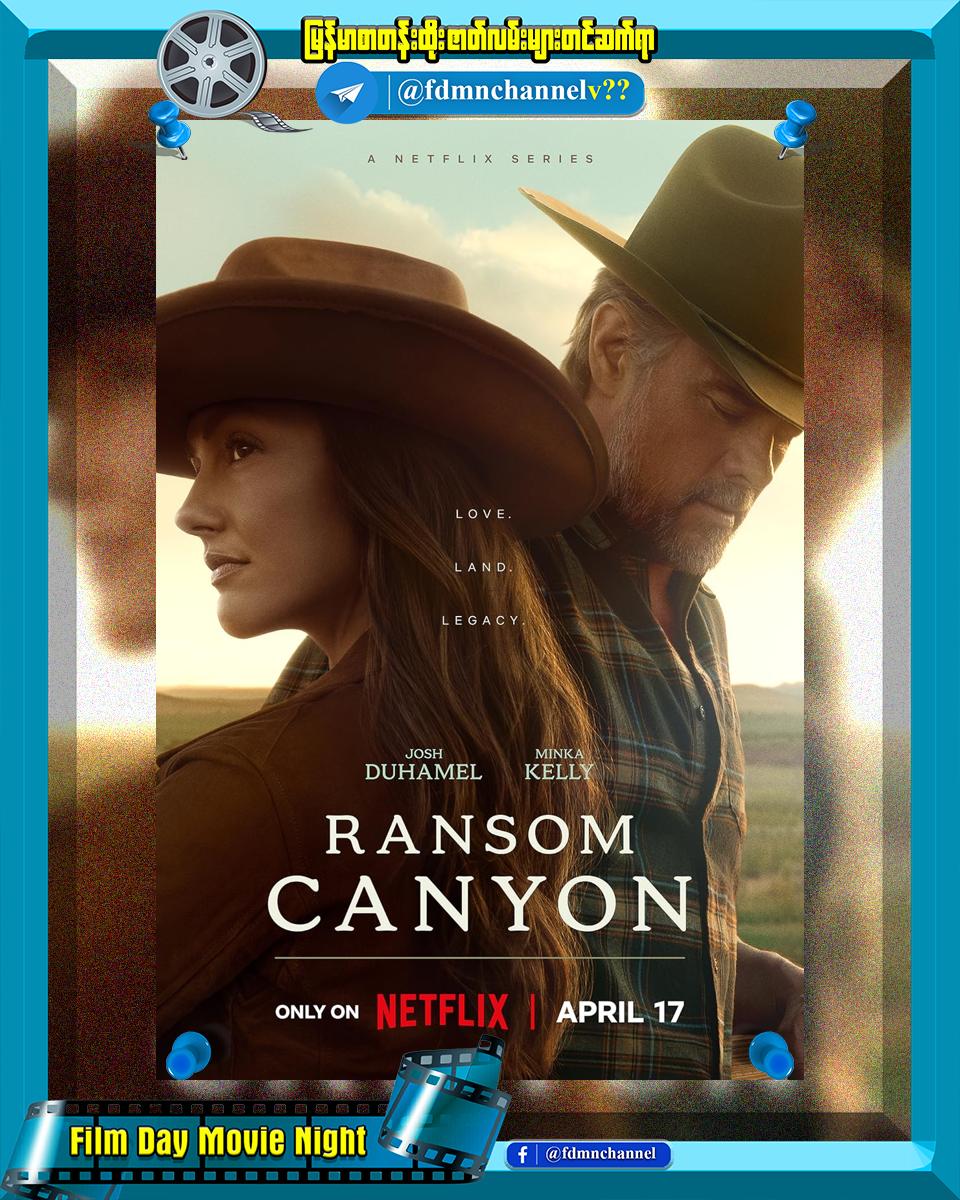 မြန်မာစာတန်းထိုးဇာတ်လမ်းများတင်ဆက်ရာ
@fdmnchannelv??
A NETFLIX SERIES
LOVE.
LAND.
LEGACY.
JOSH DUHAMEL
MINKA KELLY
RANSOM
CANYON
ONLY ON NETFLIX | APRIL 17
Film Day Movie Night
@fdmnchannel